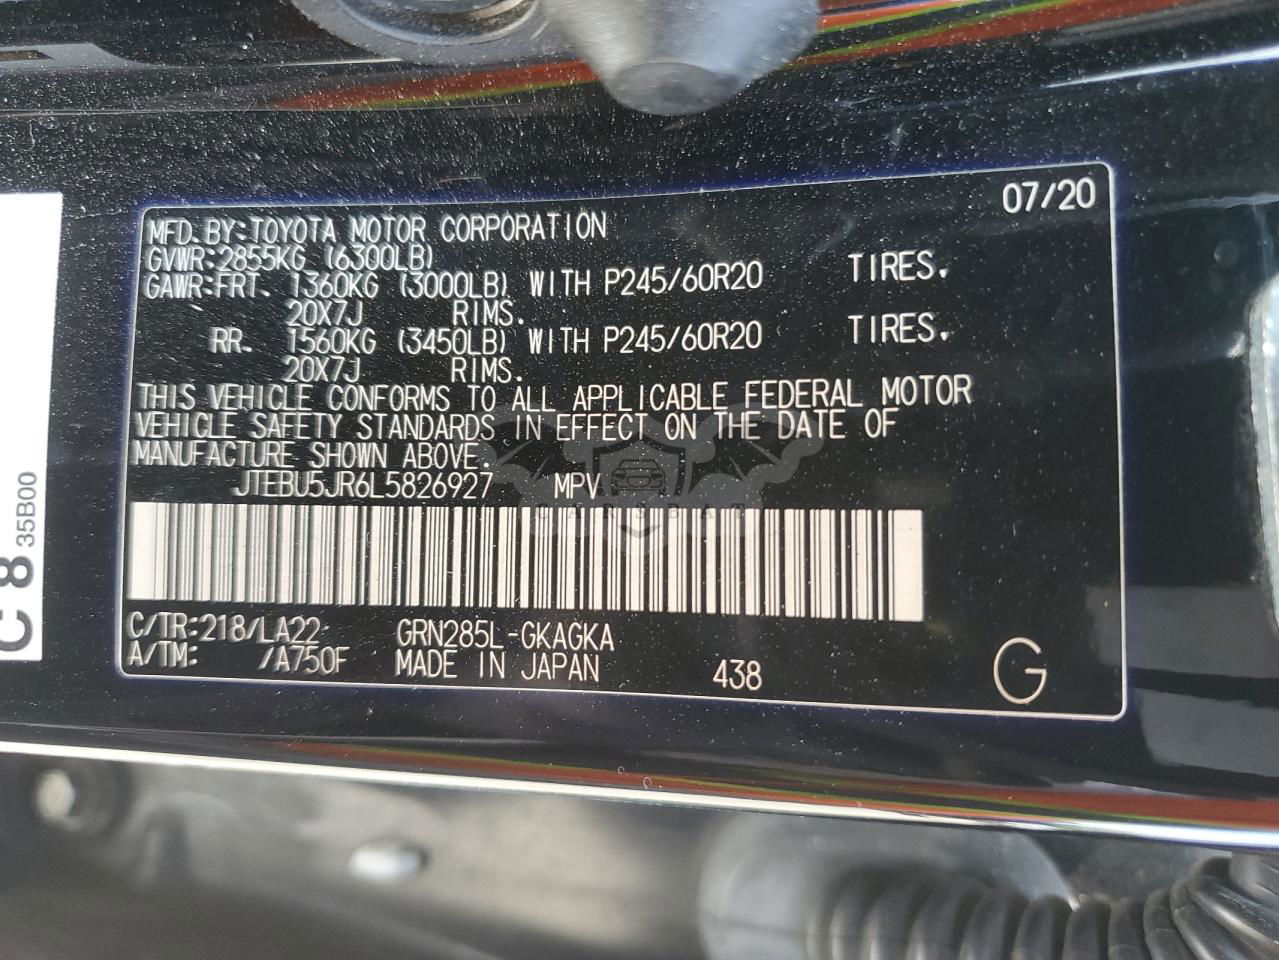 07/20
MFD.BY:TOYOTA MOTOR CORPORATION
GVWR:2855KG (6300LB)
GAWR:FRT. 1360KG (3000LB) WITH P245/60R20 TIRES.
20X7J RIMS.
RR. 1560KG (3450LB) WITH P245/60R20 TIRES.
20X7J RIMS.
THIS VEHICLE CONFORMS TO ALL APPLICABLE FEDERAL MOTOR
VEHICLE SAFETY STANDARDS IN EFFECT ON THE DATE OF
MANUFACTURE SHOWN ABOVE.
JTEBU5JR6L5826927 MPV
CAR2BAT
C/TR:218/LA22 GRN285L-GKAGKA
A/TM: /A750F MADE IN JAPAN 438 G
C 8
35B00